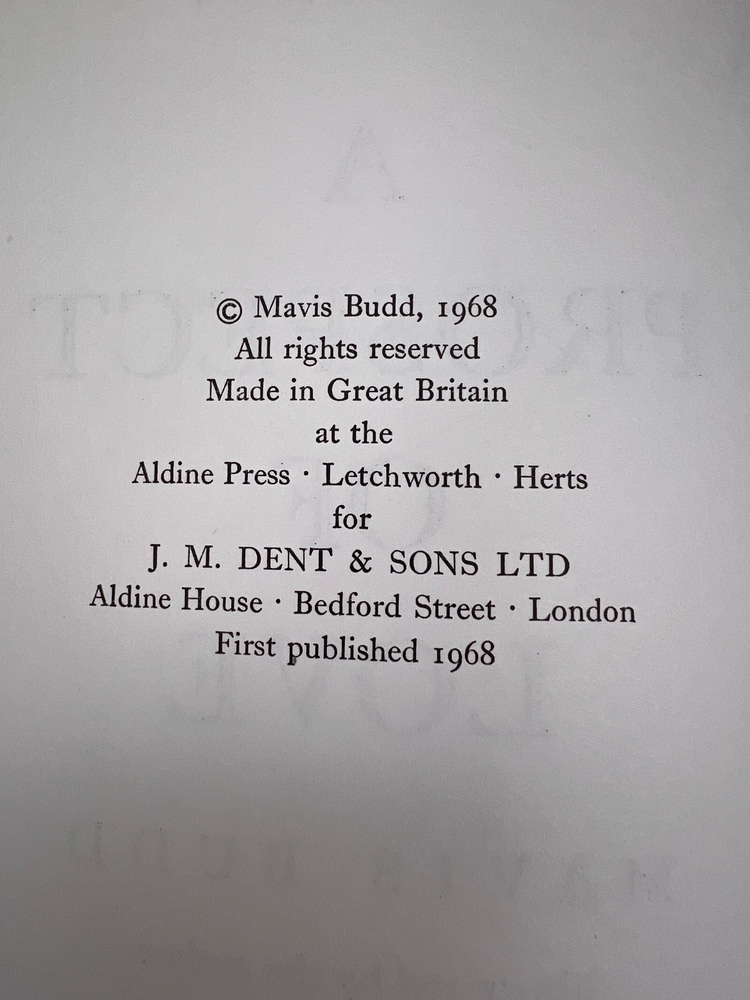 © Mavis Budd, 1968
All rights reserved
Made in Great Britain
at the
Aldine Press · Letchworth · Herts
for
J. M. DENT & SONS LTD
Aldine House · Bedford Street · London
First published 1968